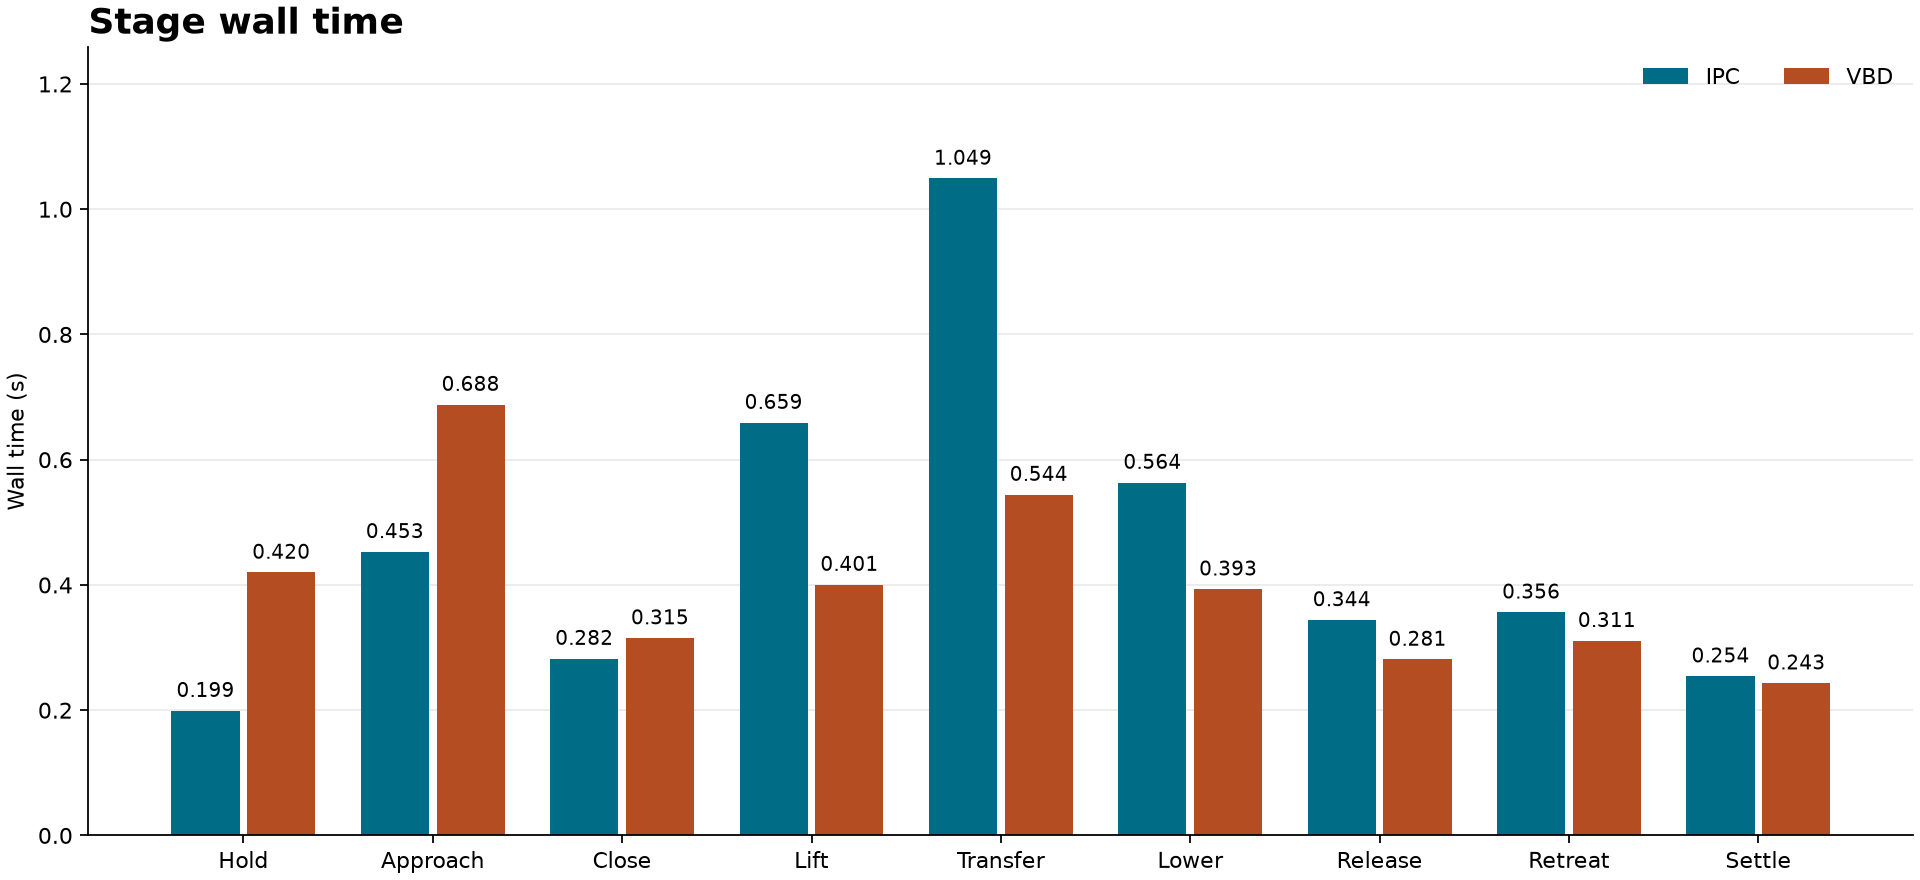 Stage wall time
IPC
VBD
Wall time (s)
1.2
1.0
0.8
0.6
0.4
0.2
0.0
0.199
0.420
0.453
0.688
0.282
0.315
0.659
0.401
1.049
0.544
0.564
0.393
0.344
0.281
0.356
0.311
0.254
0.243
Hold
Approach
Close
Lift
Transfer
Lower
Release
Retreat
Settle